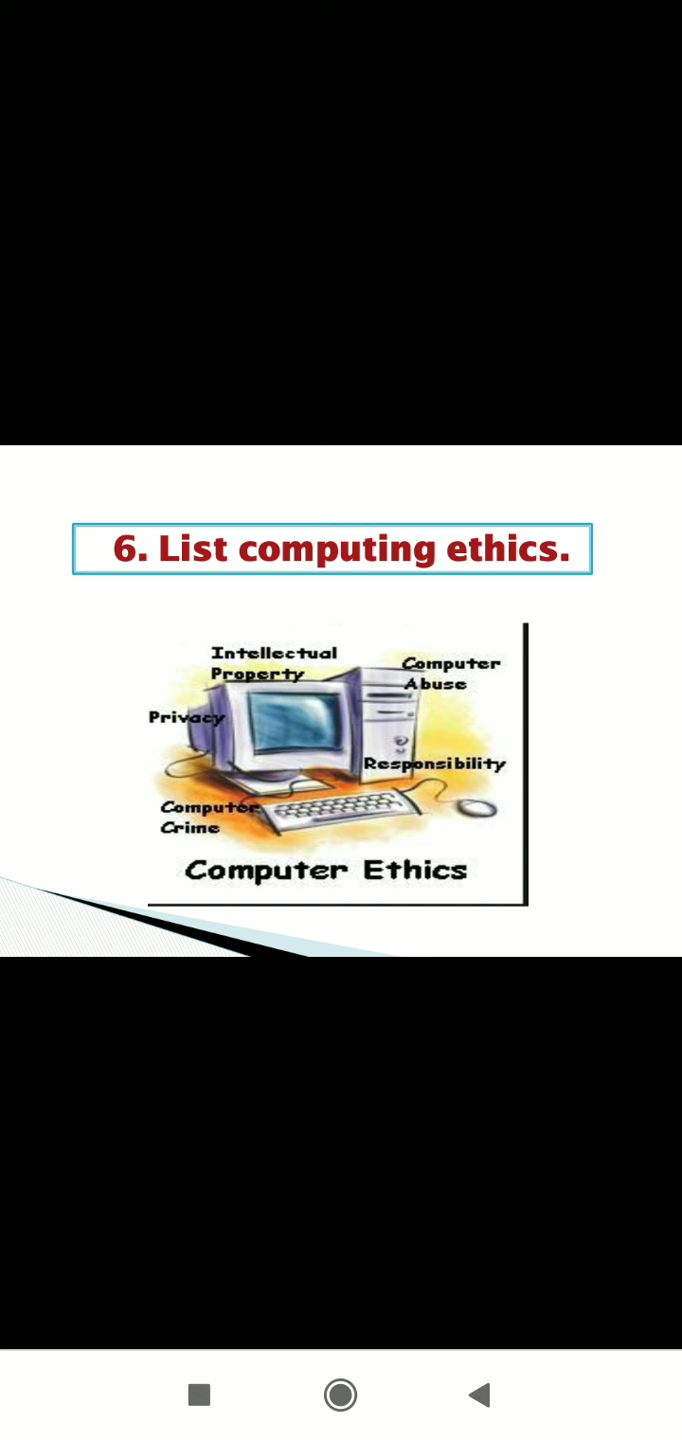 6. List computing ethics.
Intellectual
Property
Computer
Abuse
Privacy
Responsibility
Computer
Crime
Computer Ethics